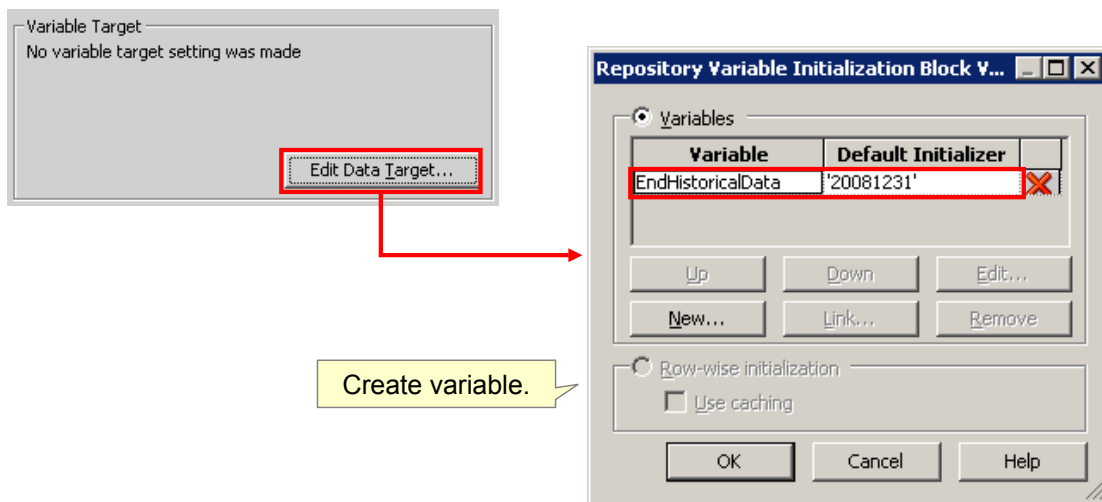 Variable Target
No variable target setting was made
Edit Data Target...
Repository Variable Initialization Block V...
Variables
Variable Default Initializer
EndHistoricalData '20081231'
Up Down Edit...
New... Link... Remove
Create variable.
Row-wise initialization
Use caching
OK Cancel Help